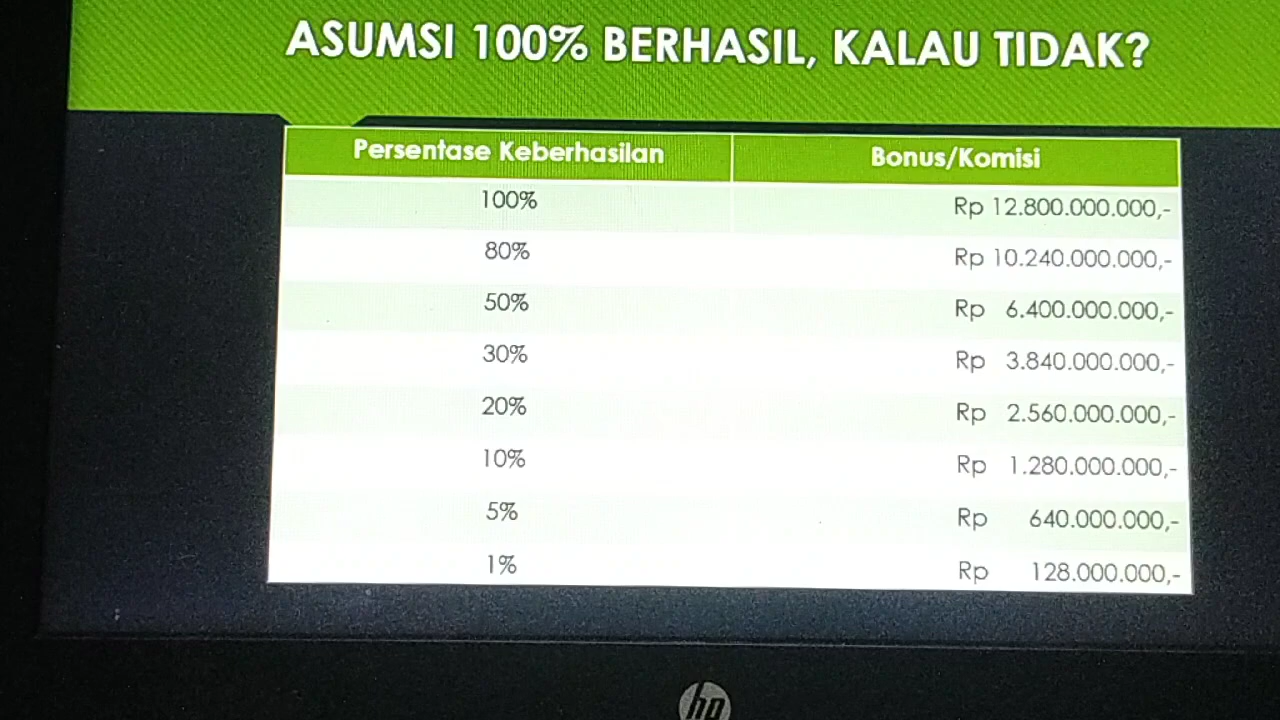 ASUMSI 100% BERHASIL, KALAU TIDAK?
Persentase Keberhasilan Bonus/Komisi
100% Rp 12.800.000.000,-
80% Rp 10.240.000.000,-
50% Rp 6.400.000.000,-
30% Rp 3.840.000.000,-
20% Rp 2.560.000.000,-
10% Rp 1.280.000.000,-
5% Rp 640.000.000,-
1% Rp 128.000.000,-
hp